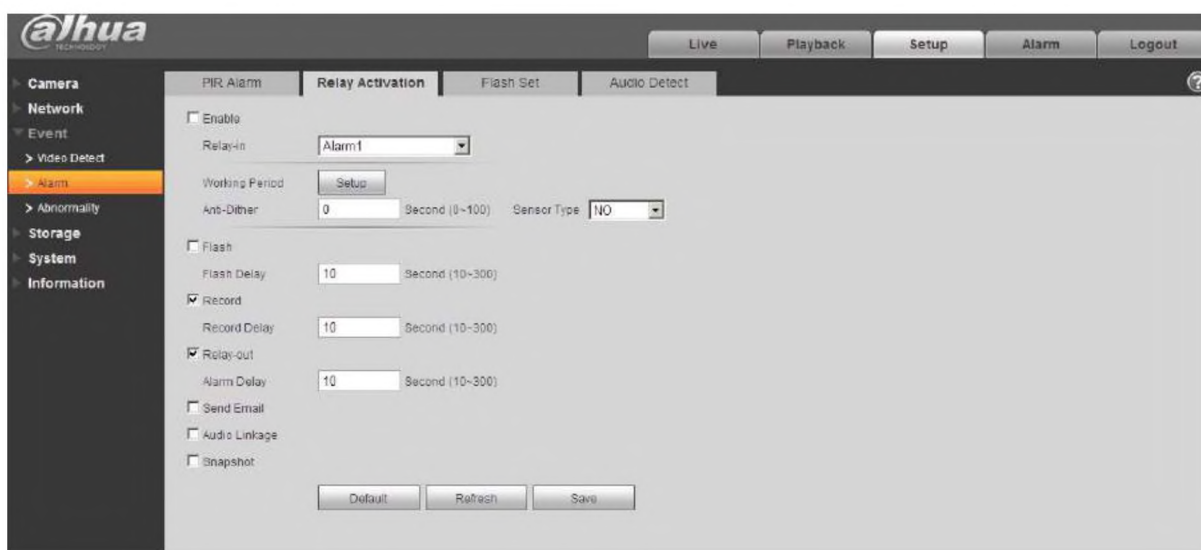 alhua
TECHNOLOGY
Live
Playback
Setup
Alarm
Logout
Camera
Network
Event
> Video Detect
> Alarm
> Abnormality
Storage
System
Information
PIR Alarm
Relay Activation
Flash Set
Audio Detect
?
Enable
Relay-in Alarm1
Working Period Setup
Anti-Dither 0 Second (0~100) Sensor Type NO
Flash
Flash Delay 10 Second (10~300)
Record
Record Delay 10 Second (10~300)
Relay-out
Alarm Delay 10 Second (10~300)
Send Email
Audio Linkage
Snapshot
Default Refresh Save